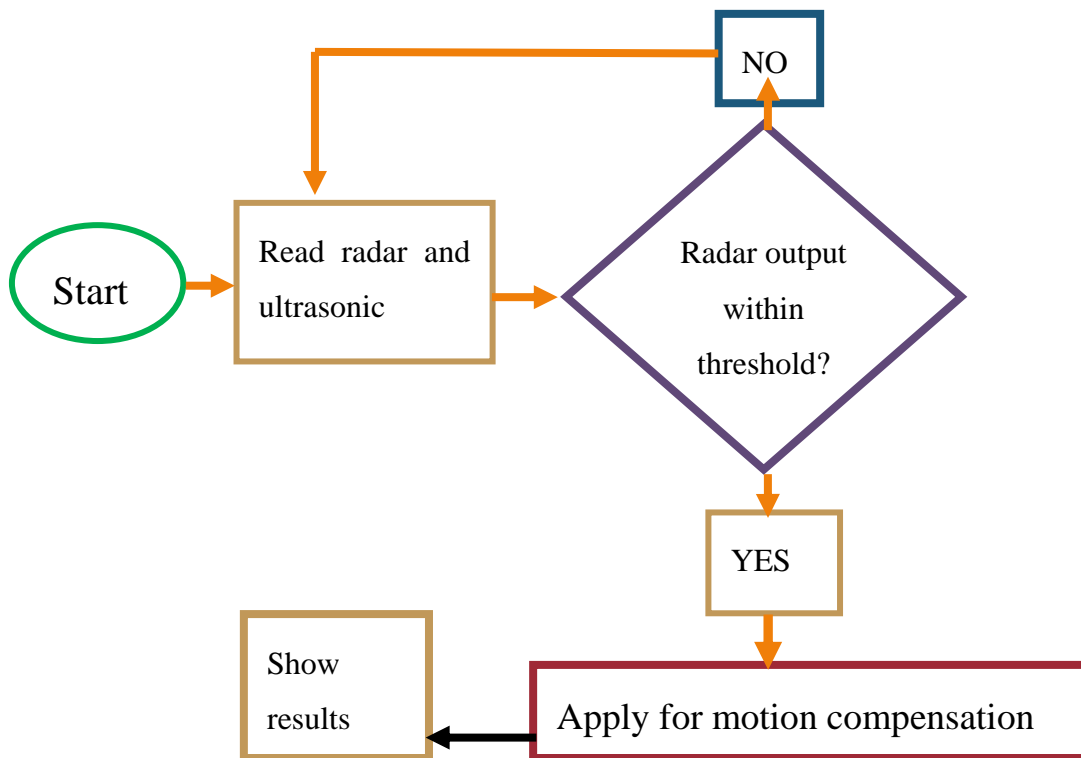 NO
Start
Read radar and
ultrasonic
Radar output
within
threshold?
YES
Show
results
Apply for motion compensation